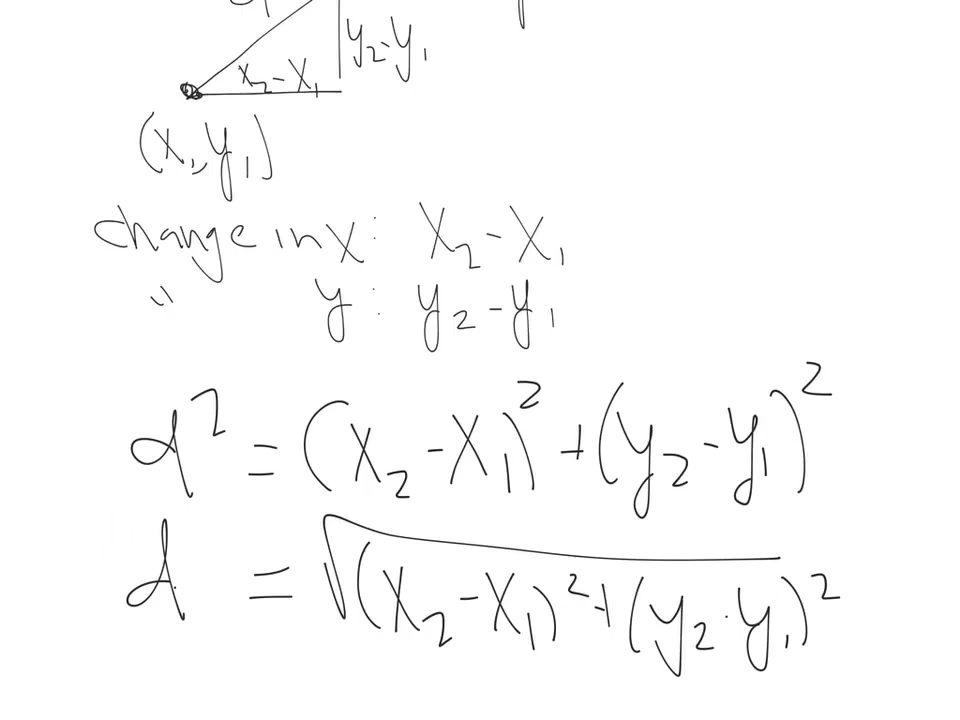 y₂-y₁
x₂-x₁
(x₁, y₁)
change in x: x₂-x₁
" y: y₂-y₁
d² = (x₂-x₁)² + (y₂-y₁)²
d = √(x₂-x₁)² + (y₂-y₁)²